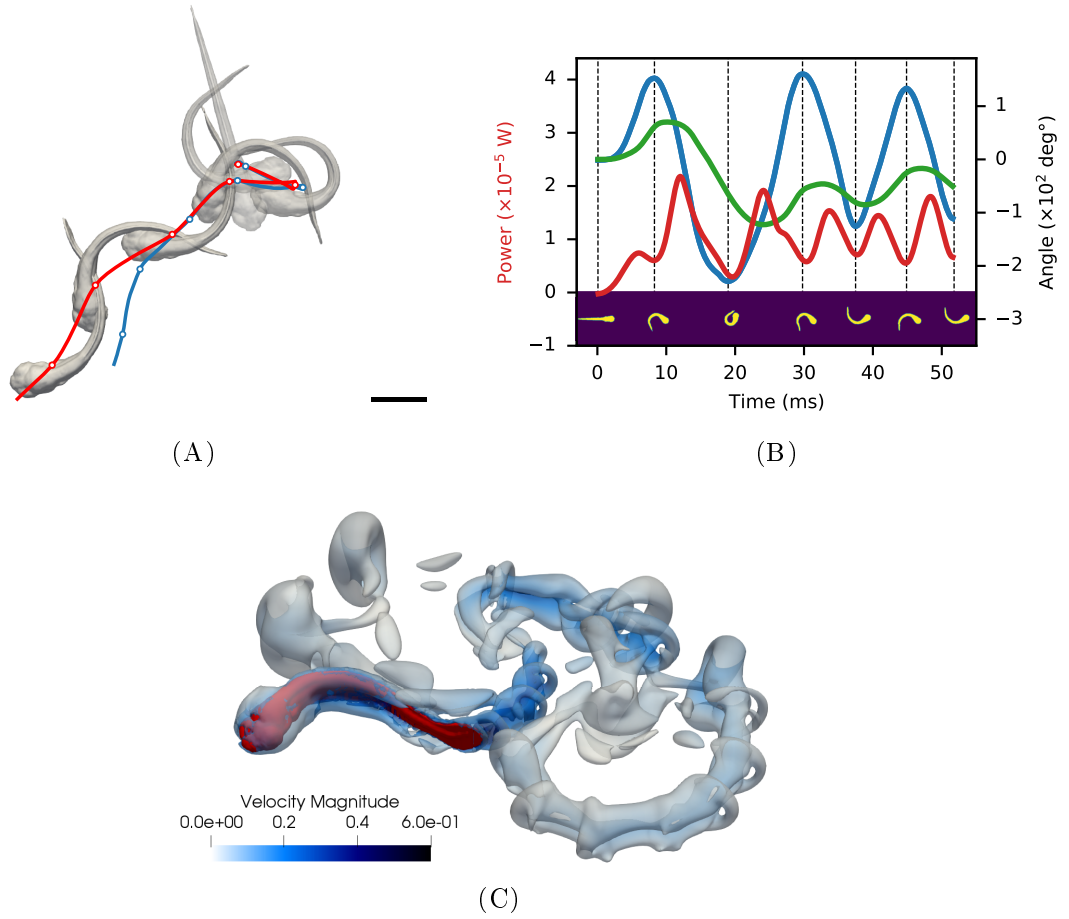 4
3
2
1
0
−1
Power (×10⁻⁵ W)
1
0
−1
−2
−3
Angle (×10² deg°)
0 10 20 30 40 50
Time (ms)
(A)
(B)
Velocity Magnitude
0.0e+00 0.2 0.4 6.0e-01
(C)